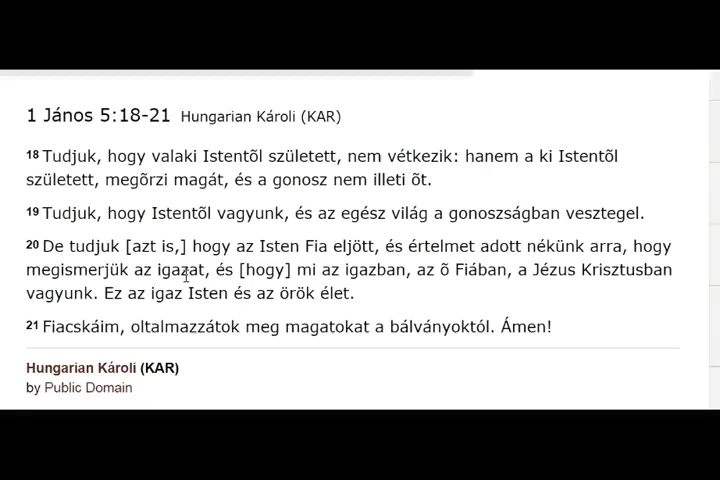 1 János 5:18-21 Hungarian Károli (KAR)
18 Tudjuk, hogy valaki Istentõl született, nem vétkezik: hanem a ki Istentõl
született, megõrzi magát, és a gonosz nem illeti õt.
19 Tudjuk, hogy Istentõl vagyunk, és az egész világ a gonoszságban vesztegel.
20 De tudjuk [azt is,] hogy az Isten Fia eljött, és értelmet adott nékünk arra, hogy
megismerjük az igazat, és [hogy] mi az igazban, az õ Fiában, a Jézus Krisztusban
vagyunk. Ez az igaz Isten és az örök élet.
21 Fiacskáim, oltalmazzátok meg magatokat a bálványoktól. Ámen!
Hungarian Károli (KAR)
by Public Domain